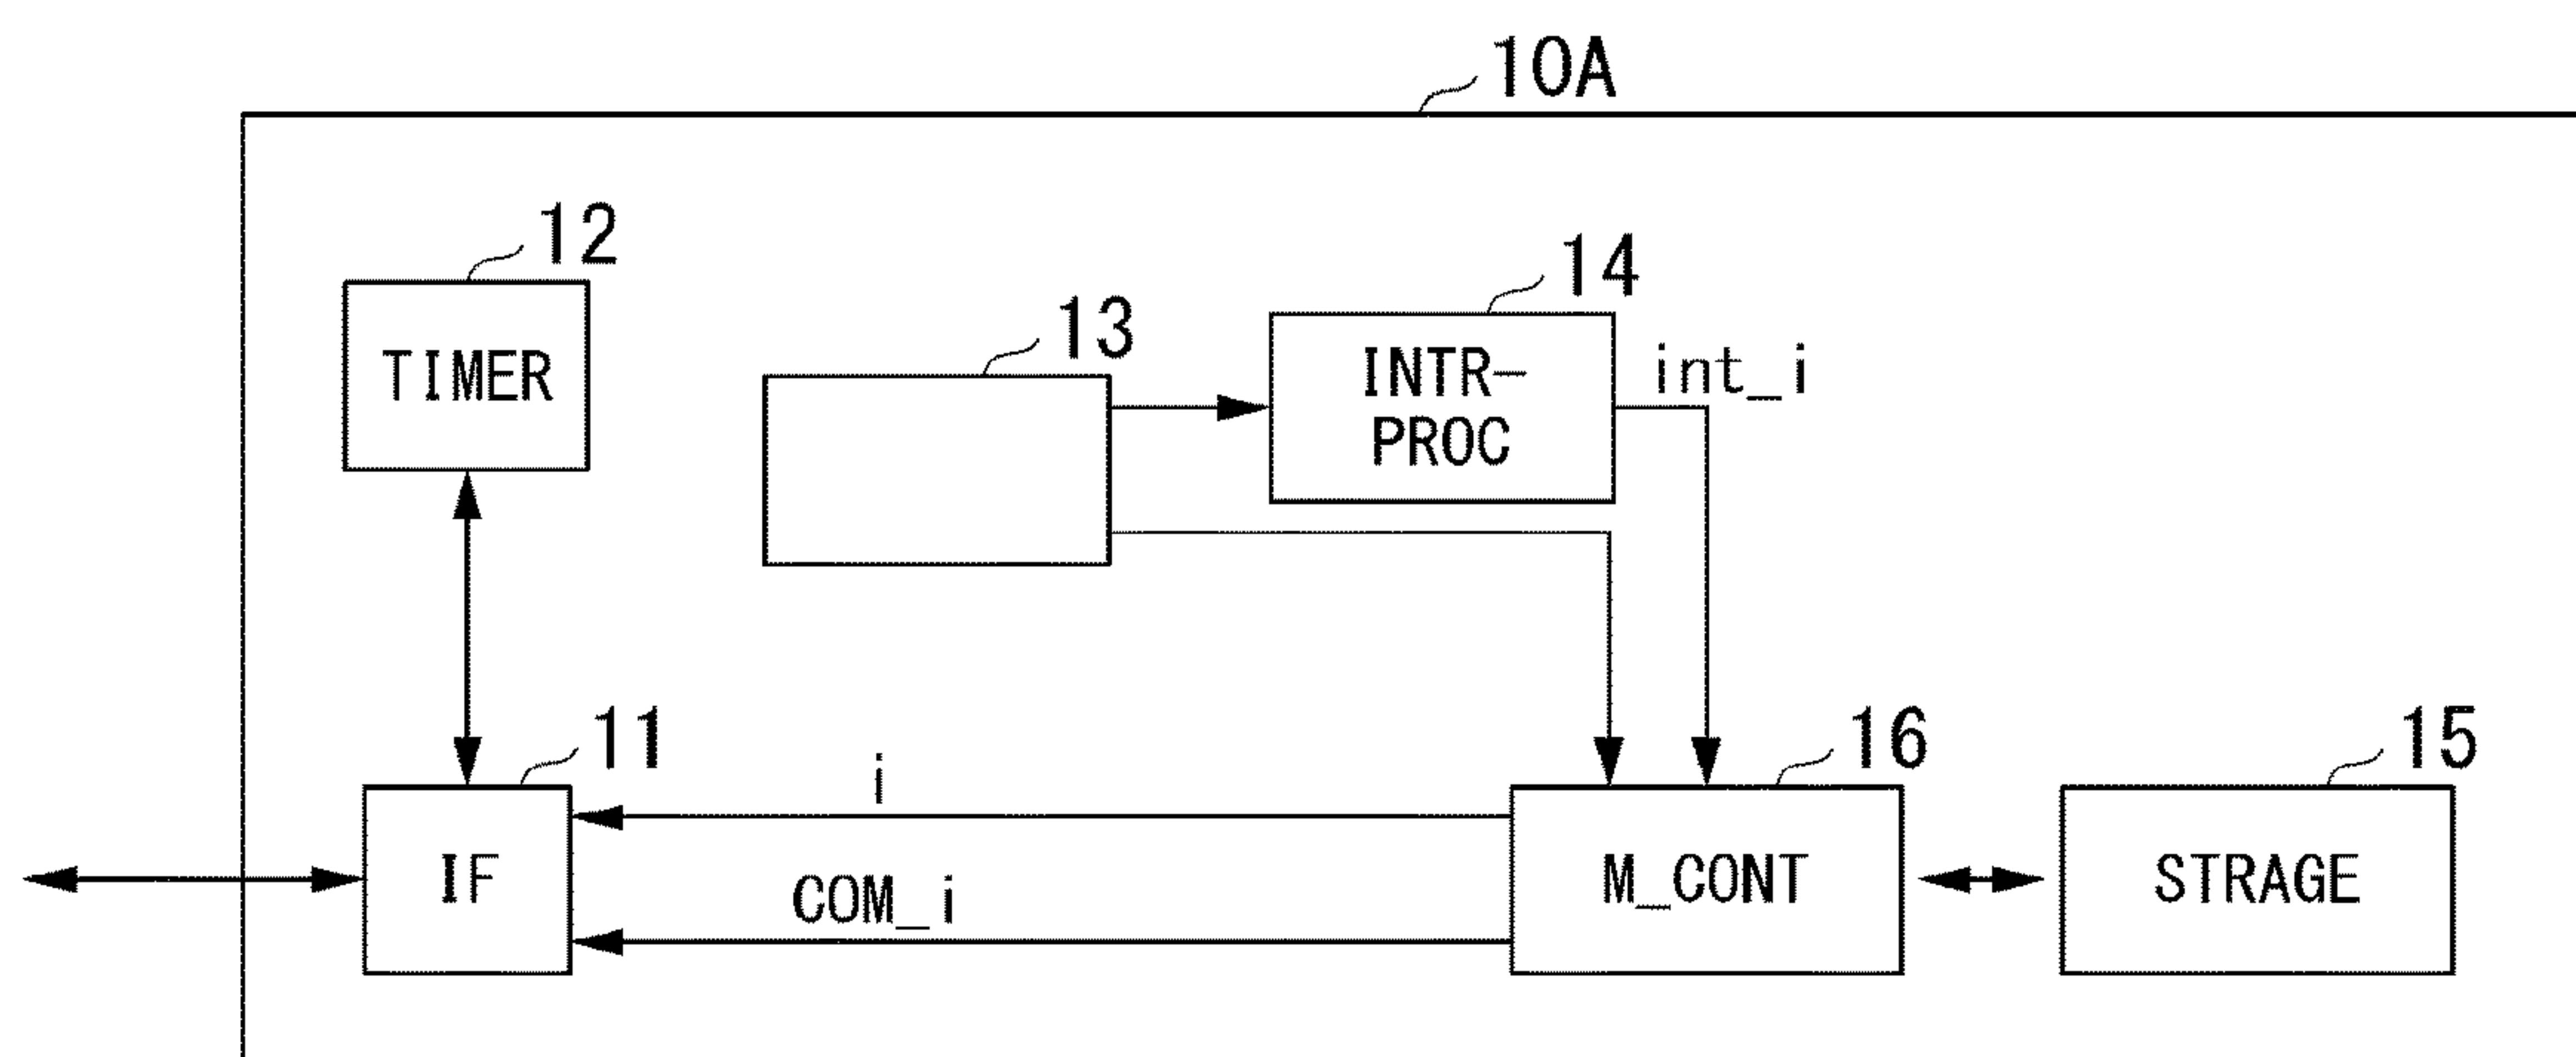 10A
12
TIMER
13
14
INTR-
PROC
int_i
11
IF
i
COM_i
16
M_CONT
15
STRAGE